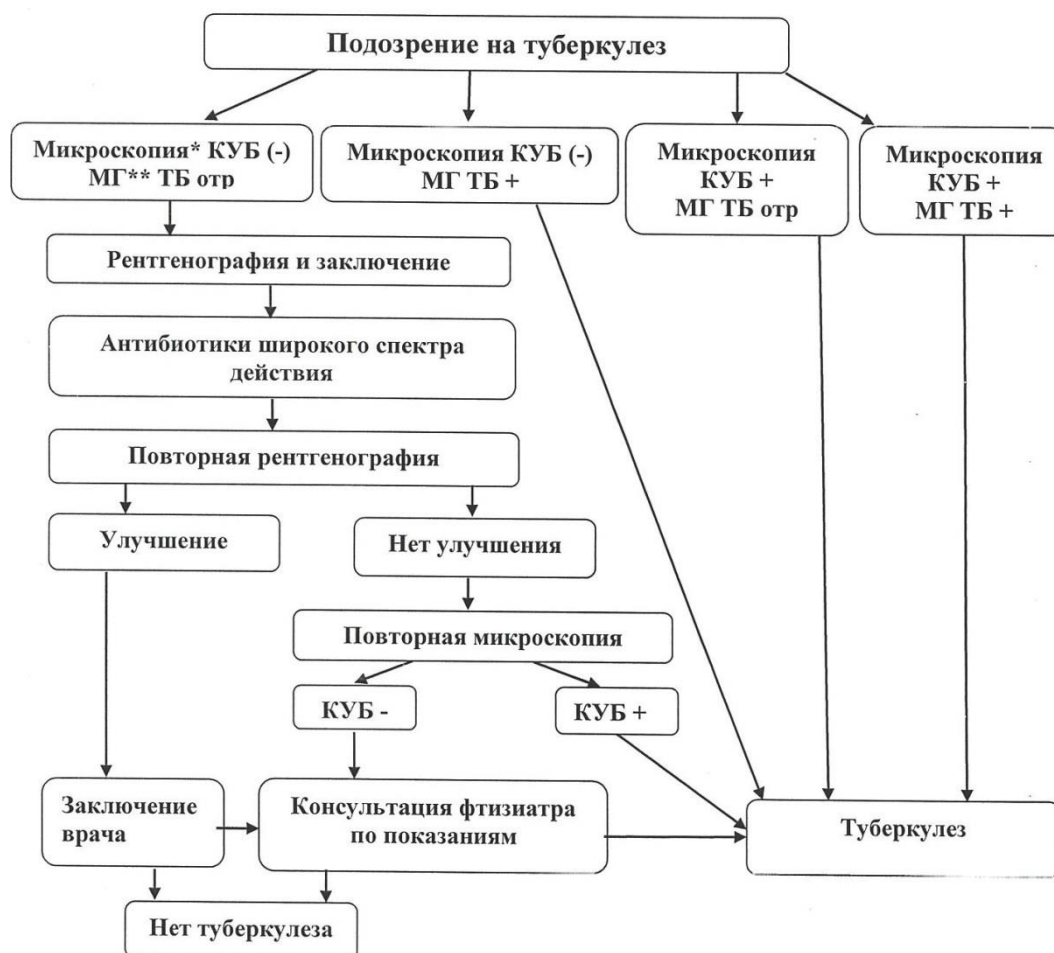 Подозрение на туберкулез
Микроскопия* КУБ (-)
МГ** ТБ отр
Микроскопия КУБ (-)
МГ ТБ +
Микроскопия
КУБ +
МГ ТБ отр
Микроскопия
КУБ +
МГ ТБ +
Рентгенография и заключение
Антибиотики широкого спектра
действия
Повторная рентгенография
Улучшение
Нет улучшения
Повторная микроскопия
КУБ -
КУБ +
Заключение
врача
Консультация фтизиатра
по показаниям
Туберкулез
Нет туберкулеза